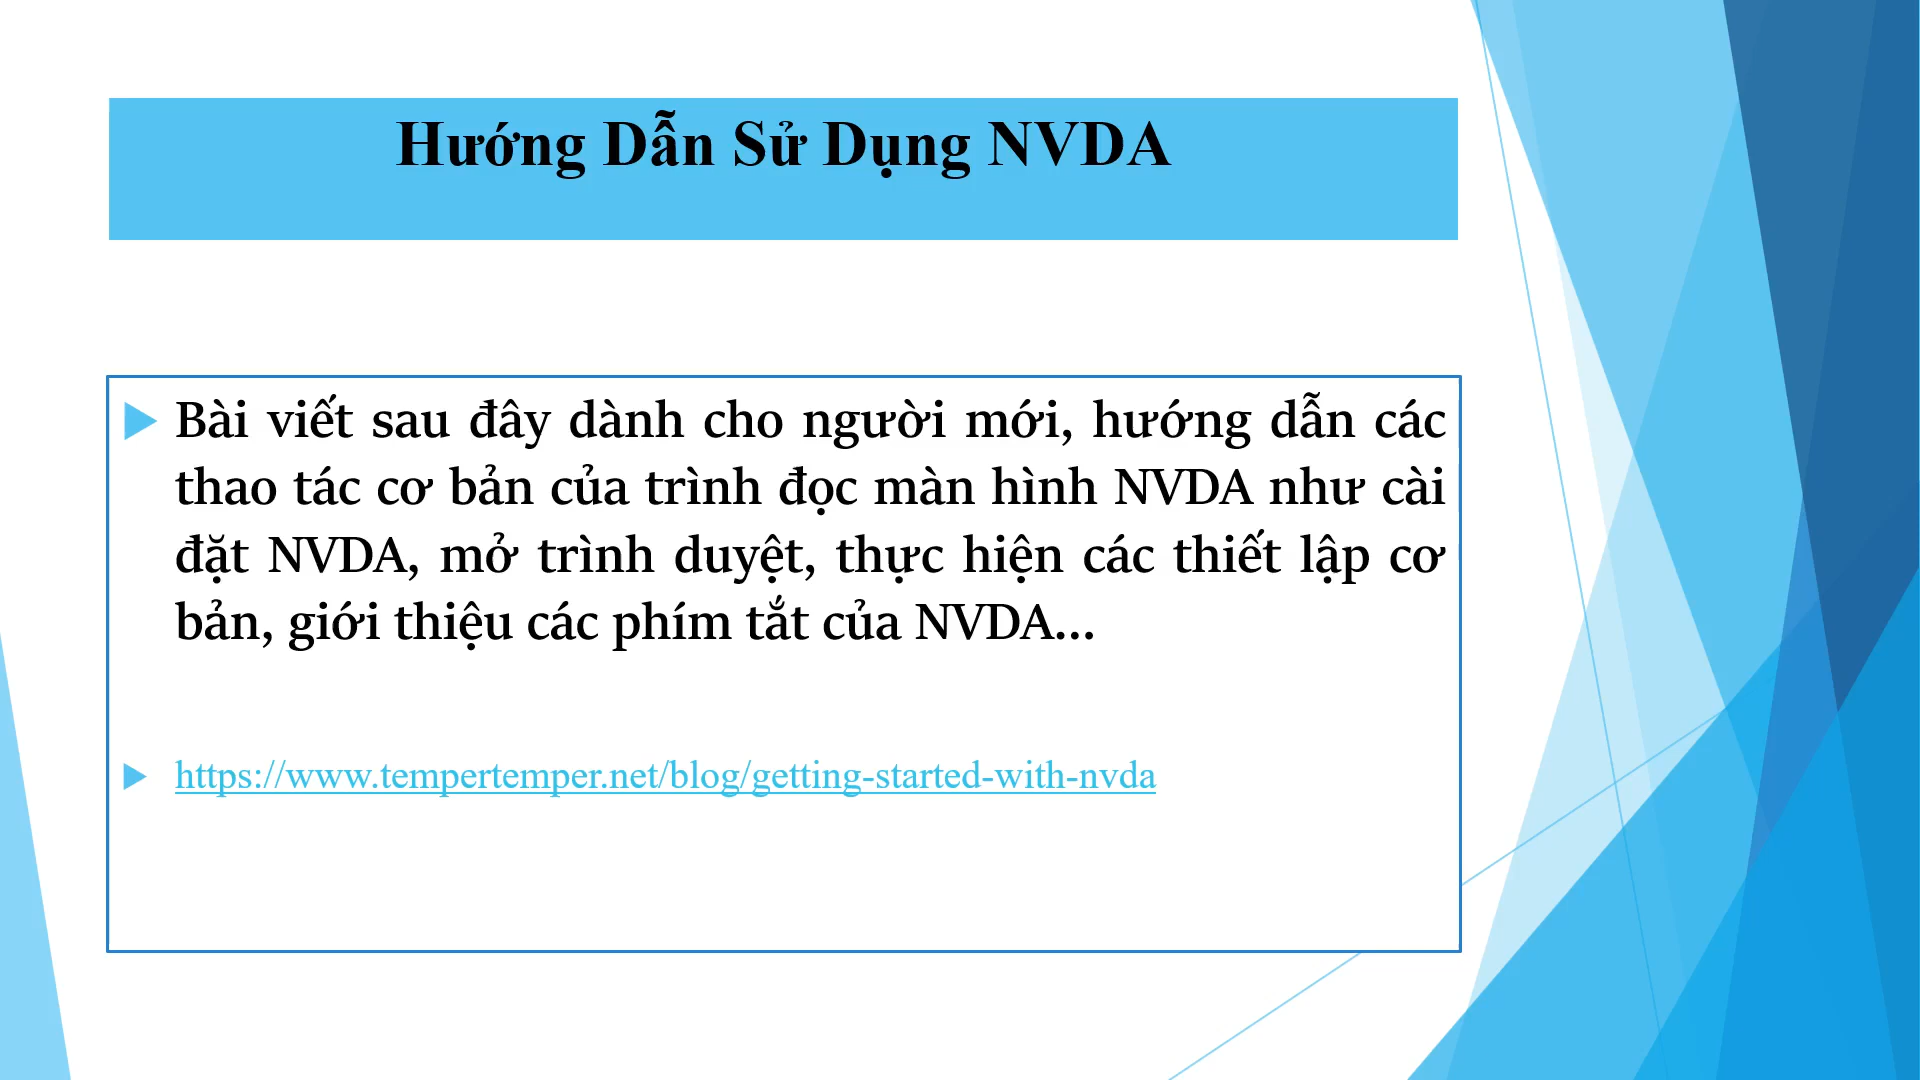 Hướng Dẫn Sử Dụng NVDA
Bài viết sau đây dành cho người mới, hướng dẫn các
thao tác cơ bản của trình đọc màn hình NVDA như cài
đặt NVDA, mở trình duyệt, thực hiện các thiết lập cơ
bản, giới thiệu các phím tắt của NVDA...
https://www.tempertemper.net/blog/getting-started-with-nvda